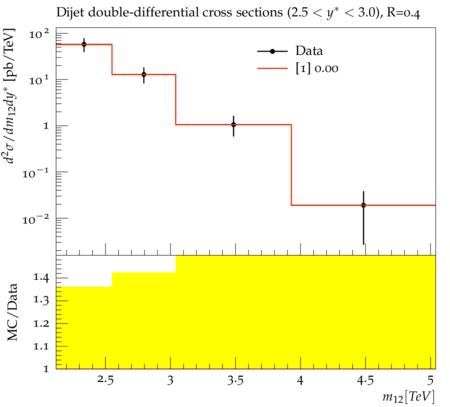 Dijet double-differential cross sections (2.5 < y* < 3.0), R=0.4
d²σ/dm₁₂dy* [pb/TeV]
10²
10¹
1
10⁻¹
10⁻²
Data
[1] 0.00
MC/Data
1.4
1.3
1.2
1.1
1
2.5 3 3.5 4 4.5 5
m₁₂[TeV]